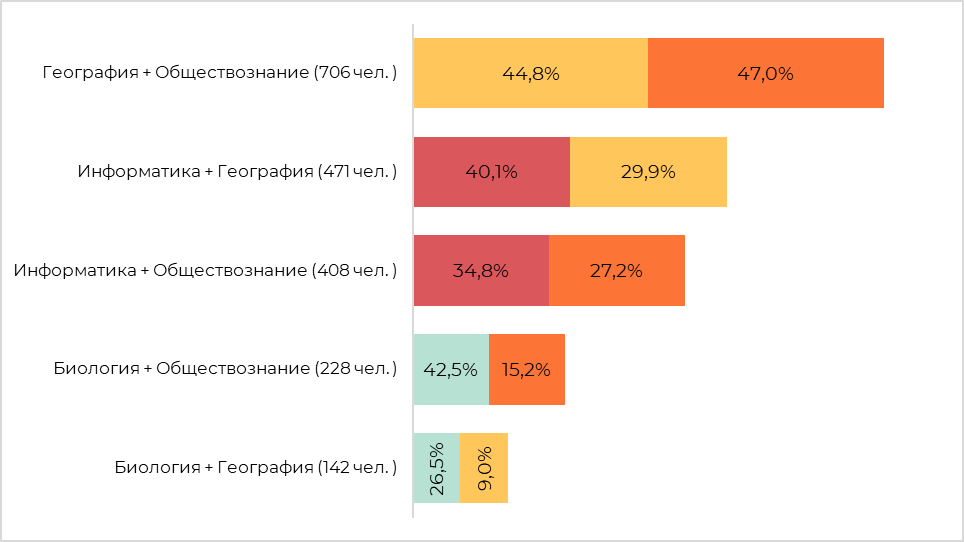 География + Обществознание (706 чел. )
44,8%
47,0%
Информатика + География (471 чел. )
40,1%
29,9%
Информатика + Обществознание (408 чел. )
34,8%
27,2%
Биология + Обществознание (228 чел. )
42,5%
15,2%
Биология + География (142 чел. )
26,5%
9,0%